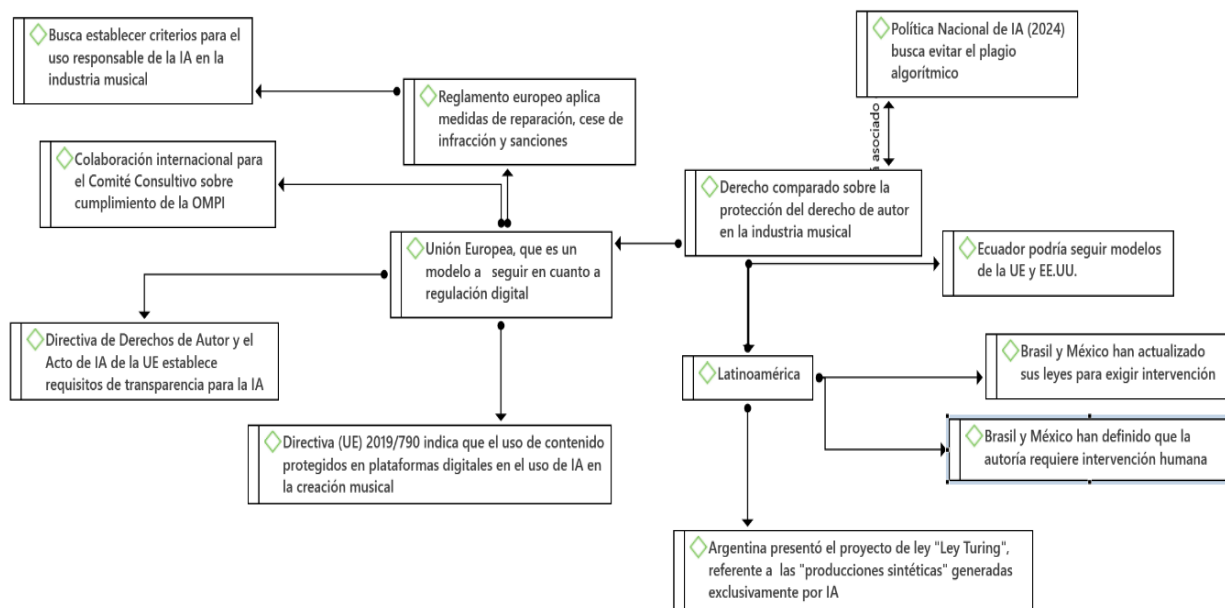 Busca establecer criterios para el
uso responsable de la IA en la
industria musical
Política Nacional de IA (2024)
busca evitar el plagio
algorítmico
Reglamento europeo aplica
medidas de reparación, cese de
infracción y sanciones
asociado
Colaboración internacional para
el Comité Consultivo sobre
cumplimiento de la OMPI
Derecho comparado sobre la
protección del derecho de autor
en la industria musical
Unión Europea, que es un
modelo a seguir en cuanto a
regulación digital
Ecuador podría seguir modelos
de la UE y EE.UU.
Directiva de Derechos de Autor y el
Acto de IA de la UE establece
requisitos de transparencia para la IA
Latinoamérica
Brasil y México han actualizado
sus leyes para exigir intervención
Directiva (UE) 2019/790 indica que el uso de contenido
protegidos en plataformas digitales en el uso de IA en
la creación musical
Brasil y México han definido que la
autoría requiere intervención humana
Argentina presentó el proyecto de ley "Ley Turing",
referente a las "producciones sintéticas" generadas
exclusivamente por IA